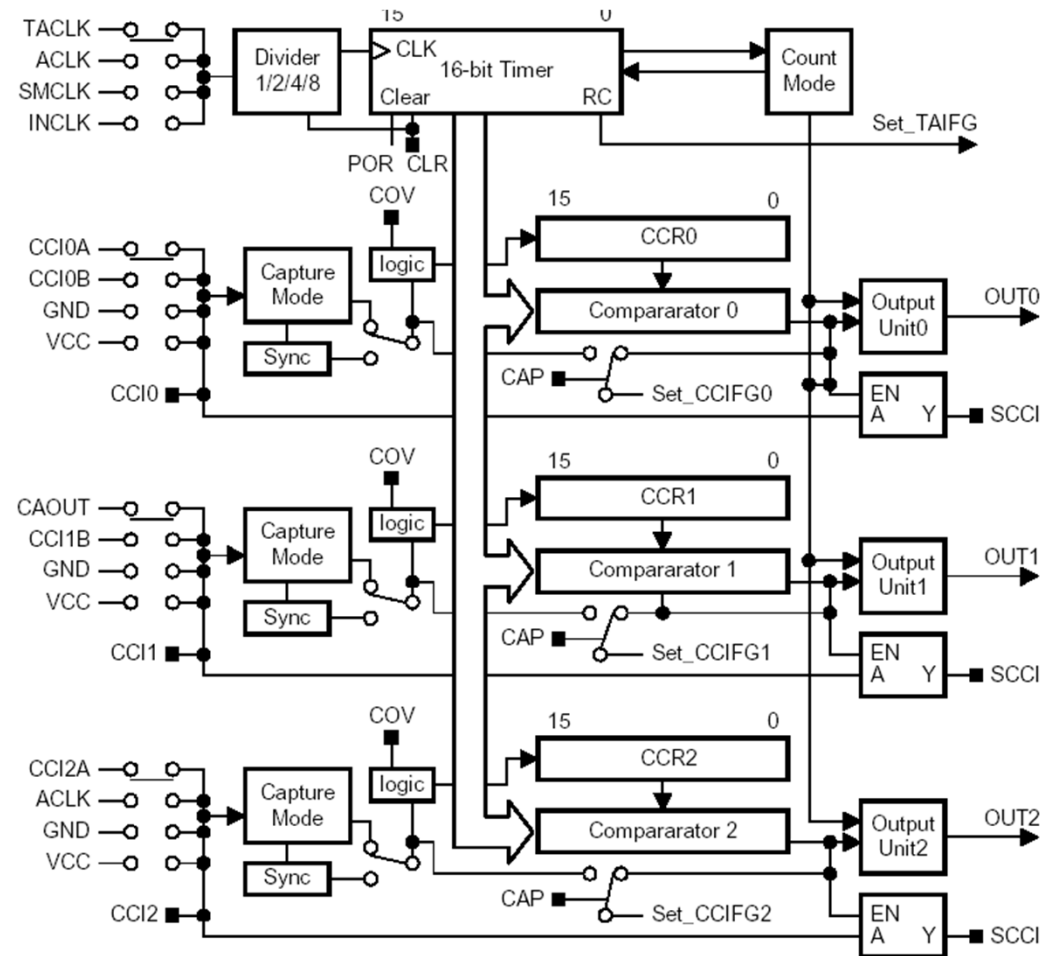 15 0
TACLK
ACLK
SMCLK
INCLK
Divider
1/2/4/8
CLK
16-bit Timer
Clear RC
Count
Mode
Set_TAIFG
POR CLR
COV
15 0
CCR0
logic
CCI0A
CCI0B
GND
VCC
CCI0
Capture
Mode
Sync
Compararator 0
CAP
Set_CCIFG0
Output
Unit0
OUT0
EN
A Y
SCCI
COV
15 0
CCR1
logic
CAOUT
CCI1B
GND
VCC
CCI1
Capture
Mode
Sync
Compararator 1
CAP
Set_CCIFG1
Output
Unit1
OUT1
EN
A Y
SCCI
COV
15 0
CCR2
logic
CCI2A
ACLK
GND
VCC
CCI2
Capture
Mode
Sync
Compararator 2
CAP
Set_CCIFG2
Output
Unit2
OUT2
EN
A Y
SCCI